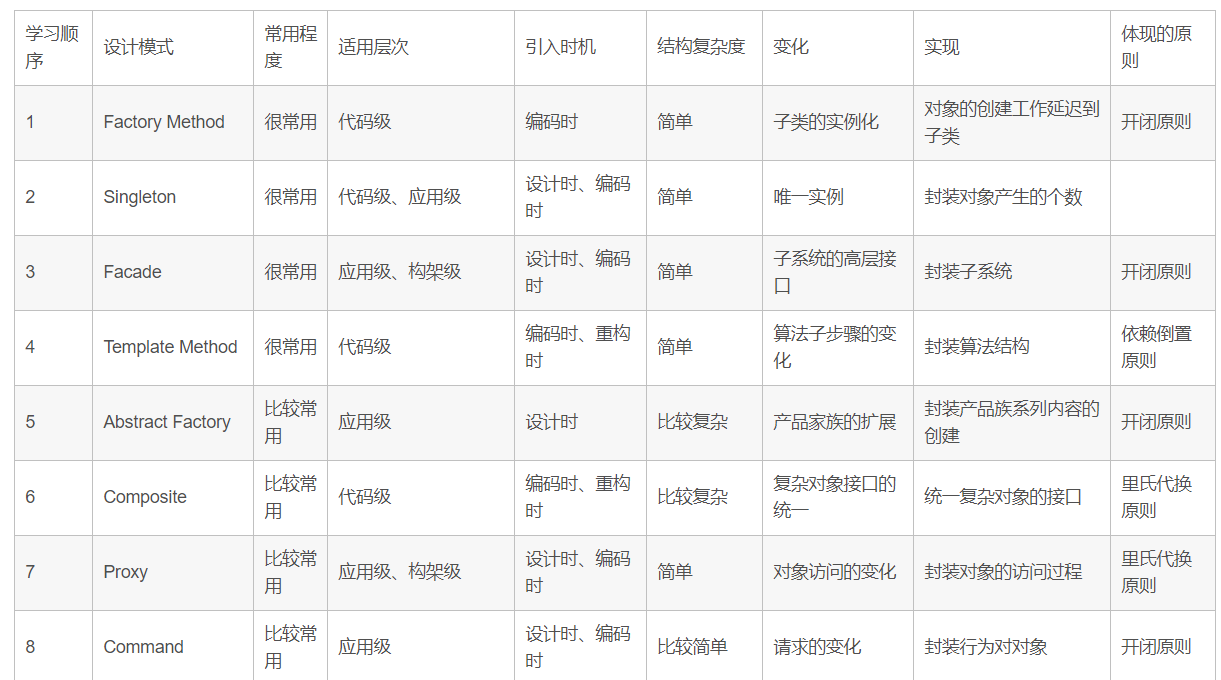 学习顺序 设计模式 常用程度 适用层次 引入时机 结构复杂度 变化 实现 体现的原则
1 Factory Method 很常用 代码级 编码时 简单 子类的实例化 对象的创建工作延迟到子类 开闭原则
2 Singleton 很常用 代码级、应用级 设计时、编码时 简单 唯一实例 封装对象产生的个数
3 Facade 很常用 应用级、构架级 设计时、编码时 简单 子系统的高层接口 封装子系统 开闭原则
4 Template Method 很常用 代码级 编码时、重构时 简单 算法子步骤的变化 封装算法结构 依赖倒置原则
5 Abstract Factory 比较常用 应用级 设计时 比较复杂 产品家族的扩展 封装产品族系列内容的创建 开闭原则
6 Composite 比较常用 代码级 编码时、重构时 比较复杂 复杂对象接口的统一 统一复杂对象的接口 里氏代换原则
7 Proxy 比较常用 应用级、构架级 设计时、编码时 简单 对象访问的变化 封装对象的访问过程 里氏代换原则
8 Command 比较常用 应用级 设计时、编码时 比较简单 请求的变化 封装行为对对象 开闭原则